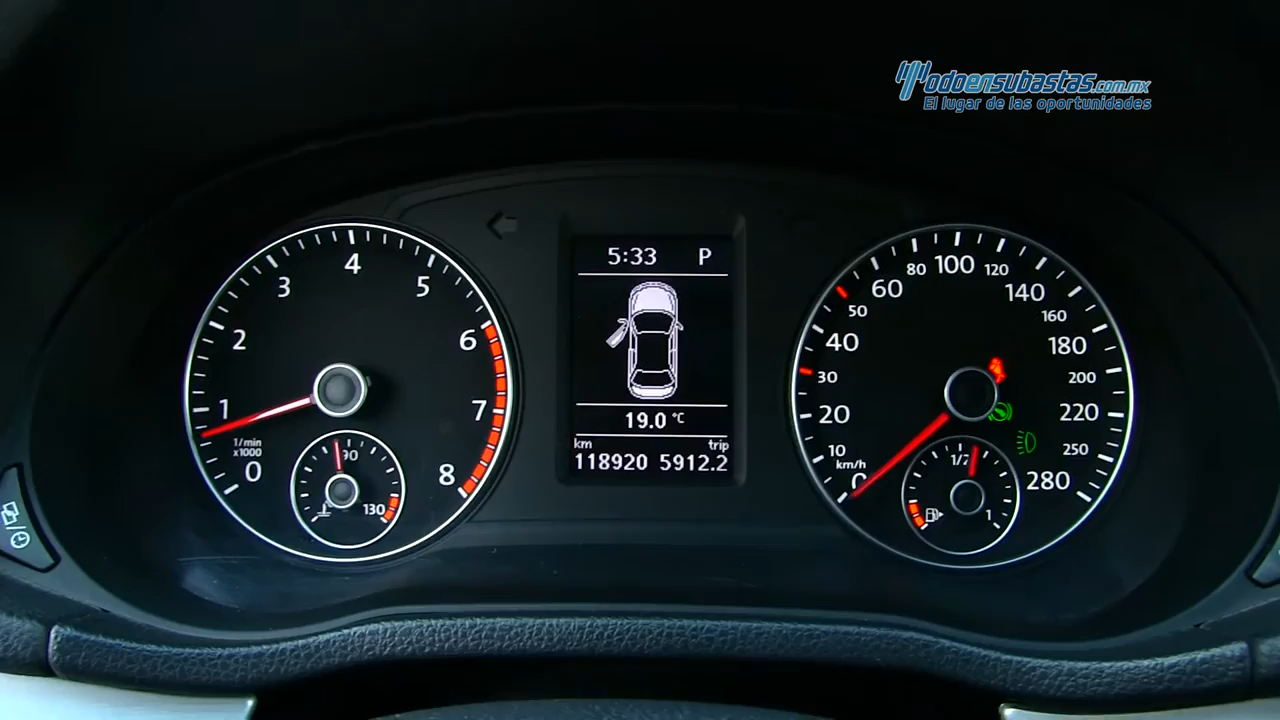 Todoensubastas.com.mx
El lugar de las oportunidades
5:33 P
19.0 °C
km trip
118920 5912.2
0 1 2 3 4 5 6 7 8
1/min
x1000
90
130
0 10 20 30 40 50 60 80 100 120 140 160 180 200 220 250 280
km/h
1/2
1